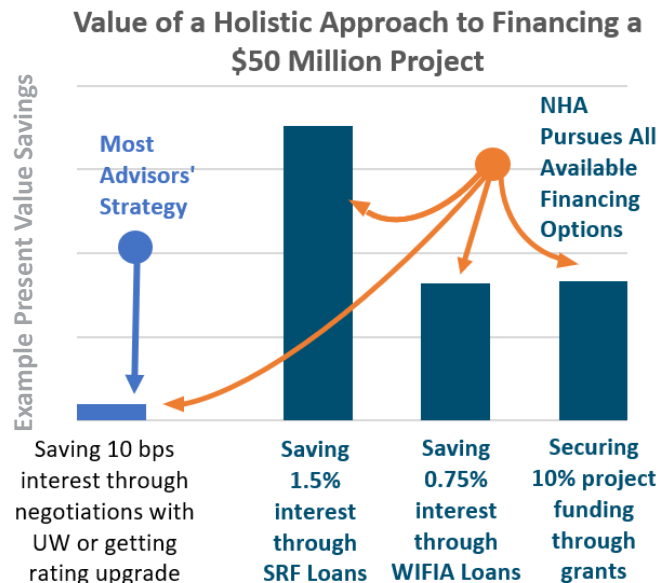 Value of a Holistic Approach to Financing a
$50 Million Project
Example Present Value Savings
Most
Advisors'
Strategy
NHA
Pursues All
Available
Financing
Options
Saving 10 bps
interest through
negotiations with
UW or getting
rating upgrade
Saving
1.5%
interest
through
SRF Loans
Saving
0.75%
interest
through
WIFIA Loans
Securing
10% project
funding
through
grants